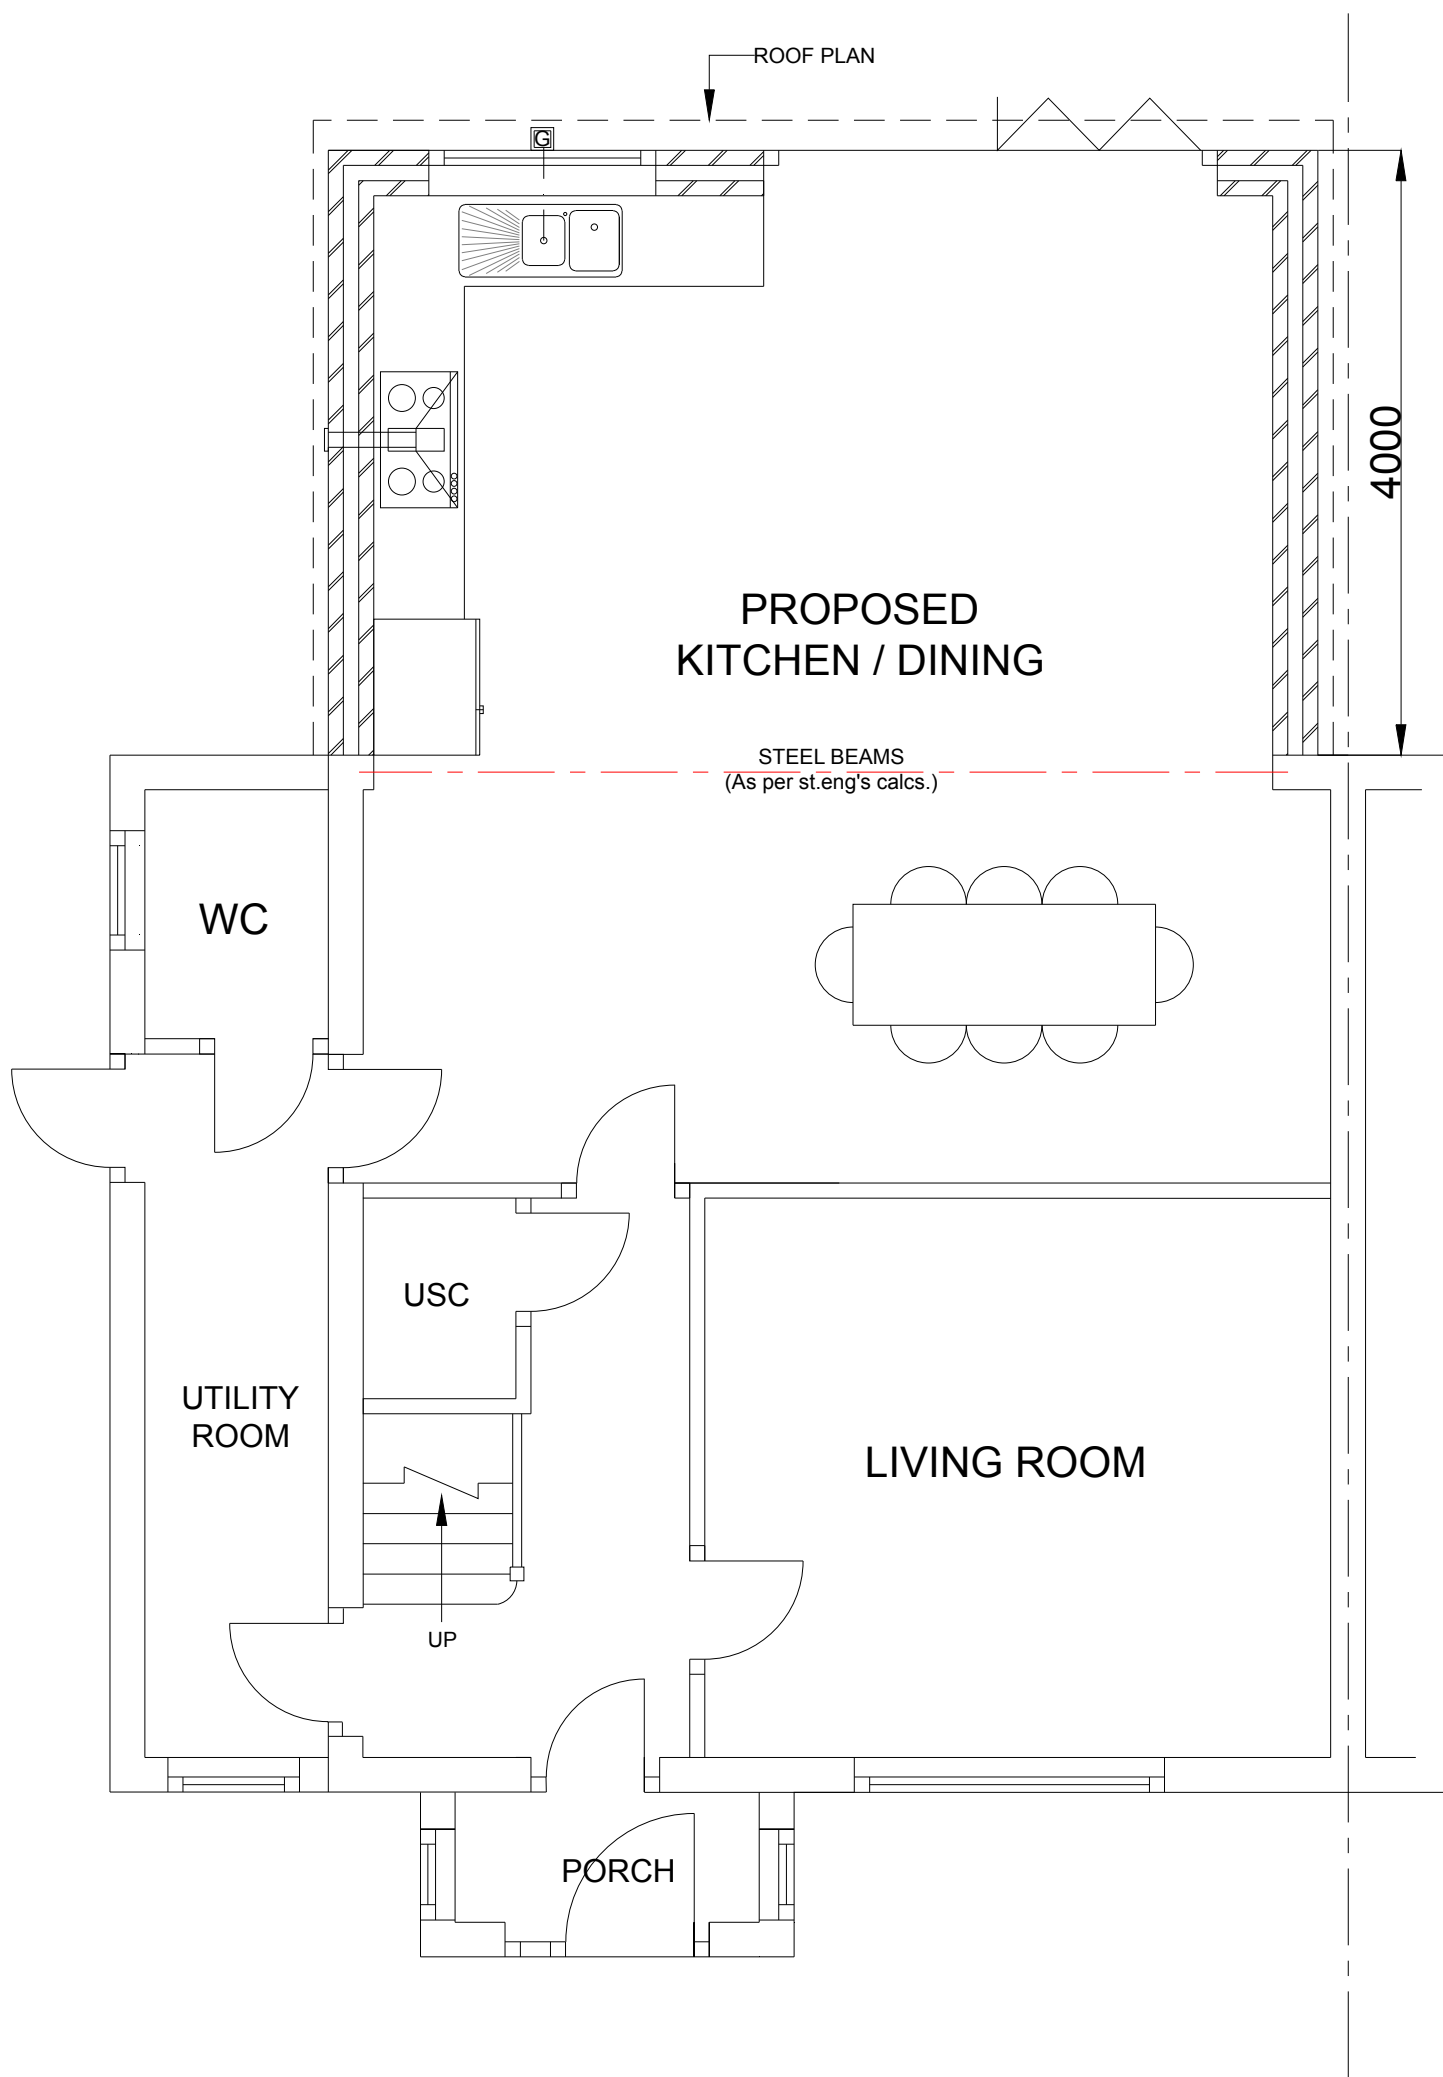 ROOF PLAN
G
4000
PROPOSED
KITCHEN / DINING
STEEL BEAMS
(As per st.eng's calcs.)
WC
USC
UTILITY
ROOM
LIVING ROOM
UP
PORCH